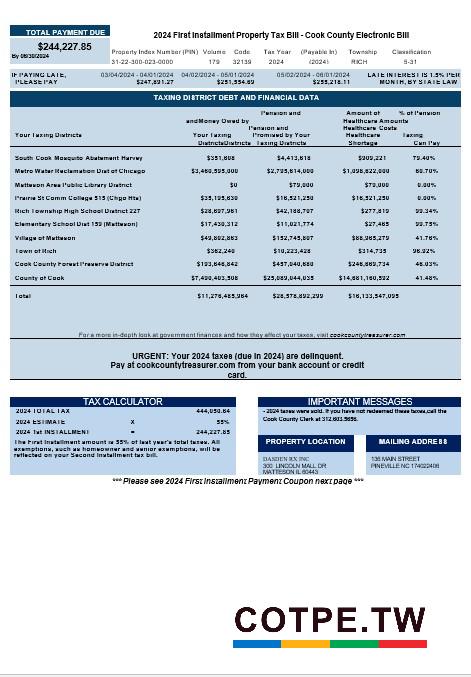 TOTAL PAYMENT DUE
$244,227.85
By 06/30/2024
2024 First Installment Property Tax Bill - Cook County Electronic Bill
Property Index Number (PIN) Volume Code Tax Year (Payable In) Township Classification
31-22-300-023-0000 179 32139 2024 (2024) RICH 5-31
IF PAYING LATE, PLEASE PAY
03/04/2024 - 04/01/2024 $247,891.27
04/02/2024 - 05/01/2024 $251,554.69
05/02/2024 - 06/01/2024 $255,218.11
LATE INTEREST IS 1.5% PER MONTH, BY STATE LAW
TAXING DISTRICT DEBT AND FINANCIAL DATA
Your Taxing Districts
and Money Owed by
Your Taxing
Districts
Pension and
Pension and
Promised by Your
Districts Taxing Districts
Amount of
Healthcare Amounts
Healthcare Costs
Healthcare
Shortage
% of Pension
Taxing
Can Pay
South Cook Mosquito Abatement Harvey $351,608 $4,413,618 $909,221 79.40%
Metro Water Reclamation Dist of Chicago $3,460,595,000 $2,795,614,000 $1,098,622,000 60.70%
Matteson Area Public Library District $0 $79,000 $79,000 0.00%
Prairie St Comm College 515 (Chgo Hts) $35,195,630 $16,521,250 $16,521,250 0.00%
Rich Township High School District 227 $28,697,961 $42,188,707 $277,819 99.34%
Elementary School Dist 159 (Matteson) $17,430,312 $11,021,774 $27,465 99.75%
Village of Matteson $49,802,863 $152,745,807 $88,965,279 41.76%
Town of Rich $362,240 $10,223,428 $314,735 96.92%
Cook County Forest Preserve District $193,646,842 $457,040,680 $246,669,734 46.03%
County of Cook $7,490,403,508 $25,089,044,035 $14,681,160,592 41.48%
Total $11,276,485,964 $28,578,892,299 $16,133,547,095
For a more in-depth look at government finances and how they affect your taxes, visit cookcountytreasurer.com
URGENT: Your 2024 taxes (due in 2024) are delinquent.
Pay at cookcountytreasurer.com from your bank account or credit
card.
TAX CALCULATOR
2024 TOTAL TAX 444,050.64
2024 ESTIMATE X 55%
2024 1st INSTALLMENT = 244,227.85
The First Installment amount is 55% of last year's total taxes. All
exemptions, such as homeowner and senior exemptions, will be
reflected on your Second Installment tax bill.
IMPORTANT MESSAGES
- 2024 taxes were sold. If you have not redeemed these taxes,call the
Cook County Clerk at 312.603.5656.
PROPERTY LOCATION
DASDEN RX INC
300 LINCOLN MALL DR
MATTESON IL 60443
MAILING ADDRESS
136 MAIN STREET
PINEVILLE NC 174022406
*** Please see 2024 First Installment Payment Coupon next page ***
COTPE.TW